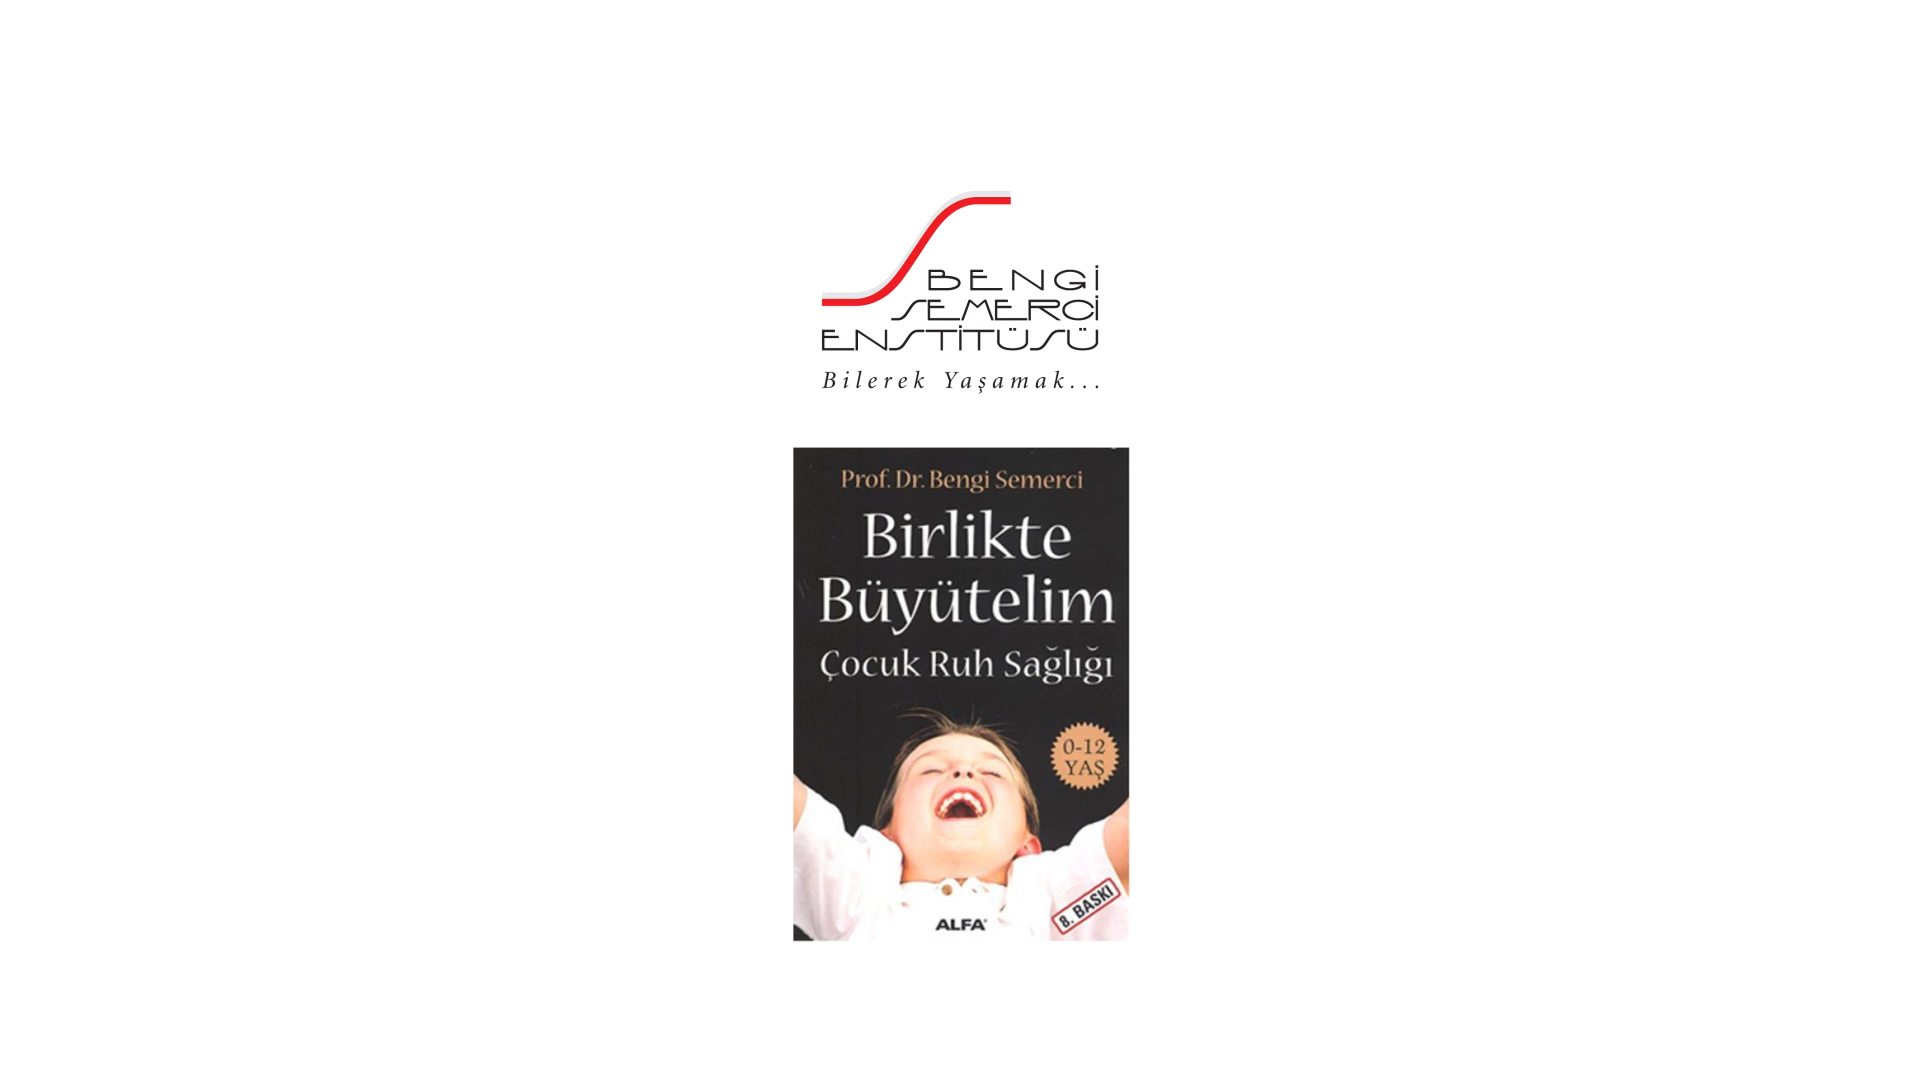 BENGİ
SEMERCİ
ENSTİTÜSÜ
Bilerek Yaşamak...
Prof. Dr. Bengi Semerci
Birlikte
Büyütelim
Çocuk Ruh Sağlığı
0-12
YAŞ
8. BASKI
ALFA